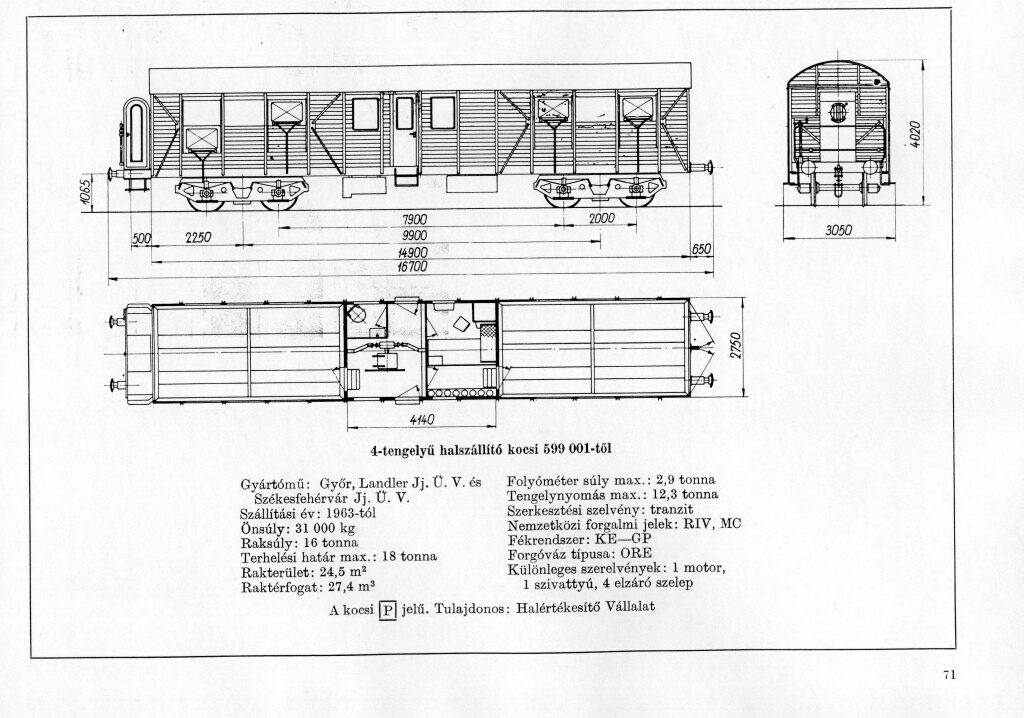 1065
4020
7900
2000
500
2250
9900
650
3050
14900
16700
2750
4140
4-tengelyű halszállító kocsi 599 001-től
Gyártómű: Győr, Landler Jj. Ü. V. és
Székesfehérvár Jj. Ü. V.
Szállítási év: 1963-tól
Önsúly: 31 000 kg
Raksúly: 16 tonna
Terhelési határ max.: 18 tonna
Rakterület: 24,5 m²
Raktérfogat: 27,4 m³
Folyóméter súly max.: 2,9 tonna
Tengelynyomás max.: 12,3 tonna
Szerkesztési szelvény: tranzit
Nemzetközi forgalmi jelek: RIV, MC
Fékrendszer: KE—GP
Forgóváz típusa: ORE
Különleges szerelvények: 1 motor,
1 szivattyú, 4 elzáró szelep
A kocsi P jelű. Tulajdonos: Halértékesítő Vállalat
71